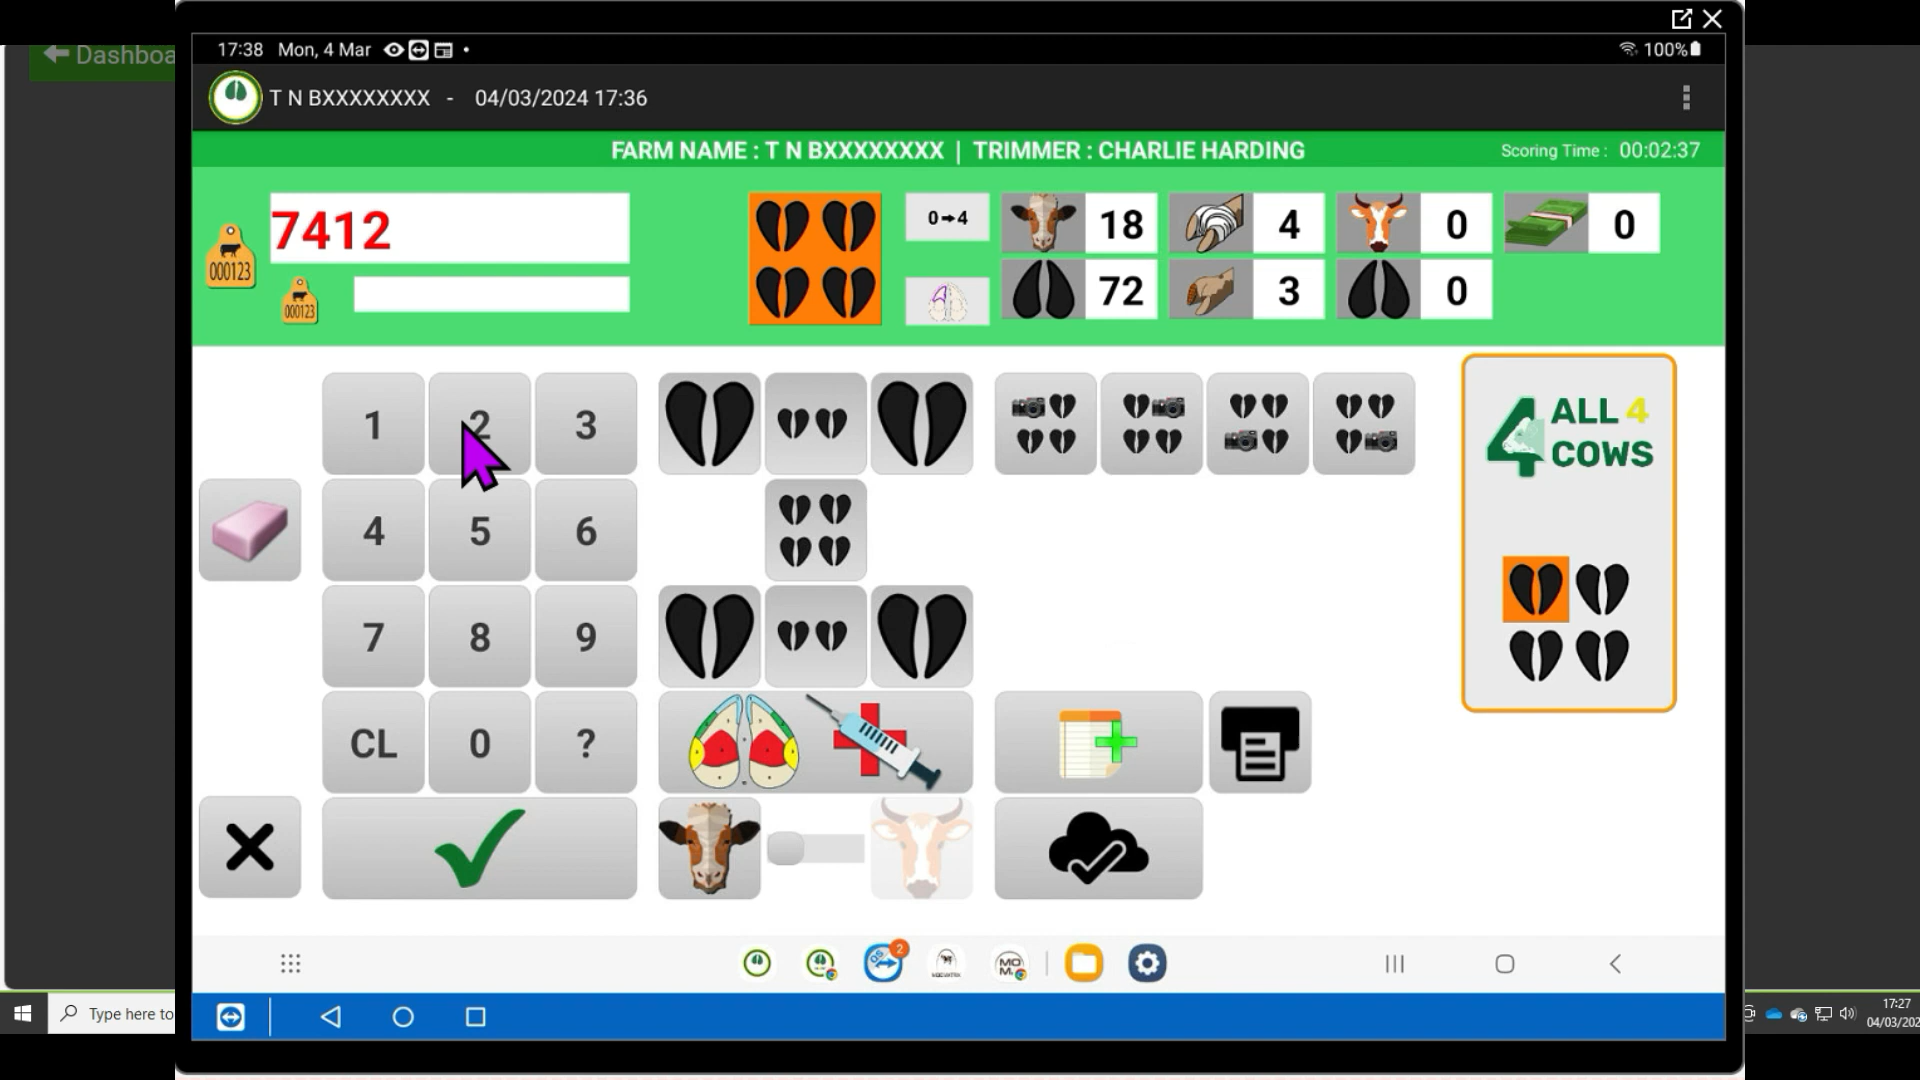 Dashboa
17:38 Mon, 4 Mar
100%
T N BXXXXXXXX - 04/03/2024 17:36
FARM NAME : T N BXXXXXXXX | TRIMMER : CHARLIE HARDING
Scoring Time : 00:02:37
7412
000123
000123
0→4
18
4
0
0
72
3
0
1 2 3
4 5 6
7 8 9
CL 0 ?
4 ALL 4
COWS
2
MO
M.
Type here to
17:27
04/03/202